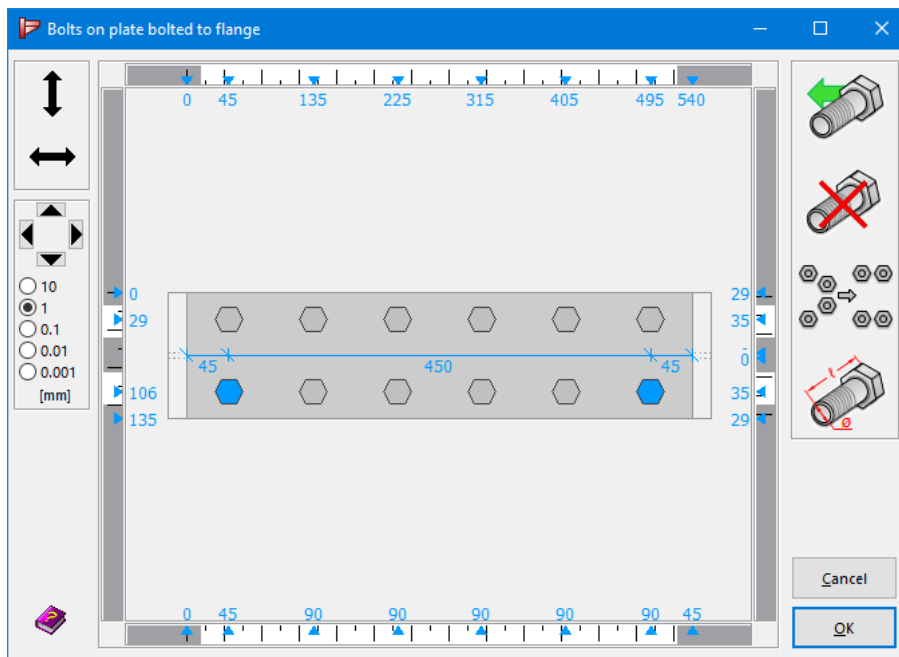 Bolts on plate bolted to flange
0 45 135 225 315 405 495 540
10
1
0.1
0.01
0.001
[mm]
0
29
106
135
29
35
-
0
35
29
45 450 45
ℓ
Ø
0 45 90 90 90 90 90 45
Cancel
OK
?